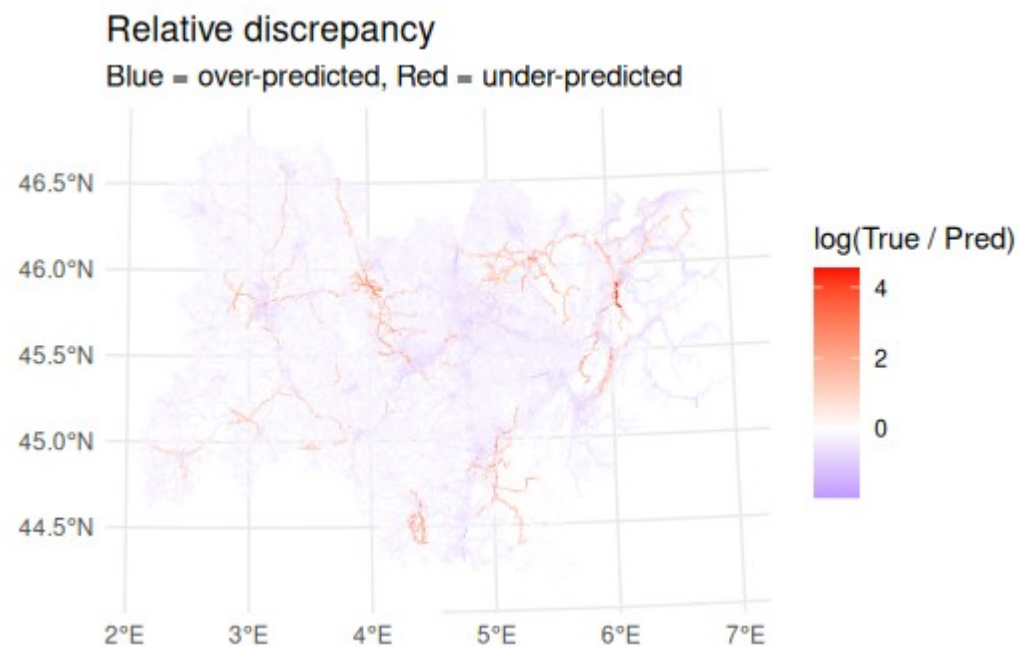 Relative discrepancy
Blue = over-predicted, Red = under-predicted
46.5°N
46.0°N
45.5°N
45.0°N
44.5°N
2°E 3°E 4°E 5°E 6°E 7°E
log(True / Pred)
4
2
0